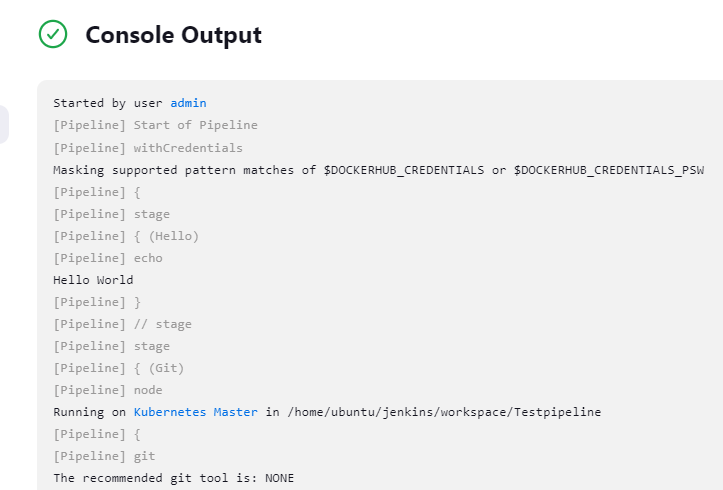 Console Output
Started by user admin
[Pipeline] Start of Pipeline
[Pipeline] withCredentials
Masking supported pattern matches of $DOCKERHUB_CREDENTIALS or $DOCKERHUB_CREDENTIALS_PSW
[Pipeline] {
[Pipeline] stage
[Pipeline] { (Hello)
[Pipeline] echo
Hello World
[Pipeline] }
[Pipeline] // stage
[Pipeline] stage
[Pipeline] { (Git)
[Pipeline] node
Running on Kubernetes Master in /home/ubuntu/jenkins/workspace/Testpipeline
[Pipeline] {
[Pipeline] git
The recommended git tool is: NONE